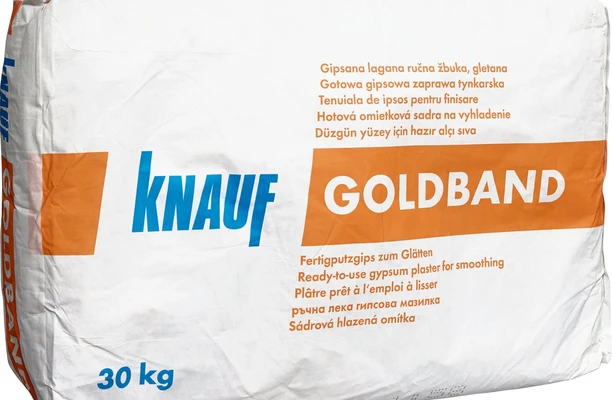 Gipsana lagana ručna žbuka, gletana
Gotowa gipsowa zaprawa tynkarska
Tenuiala de ipsos pentru finisare
Hotová omietková sadra na vyhladenie
Düzgün yüzey için hazır alçı sıva
KNAUF
GOLDBAND
Fertigputzgips zum Glätten
Ready-to-use gypsum plaster for smoothing
Plâtre prêt à l'emploi à lisser
ръчна лека гипсова мазилка
Sádrová hlazená omítka
30 kg
KNAUF
GOLDBAND